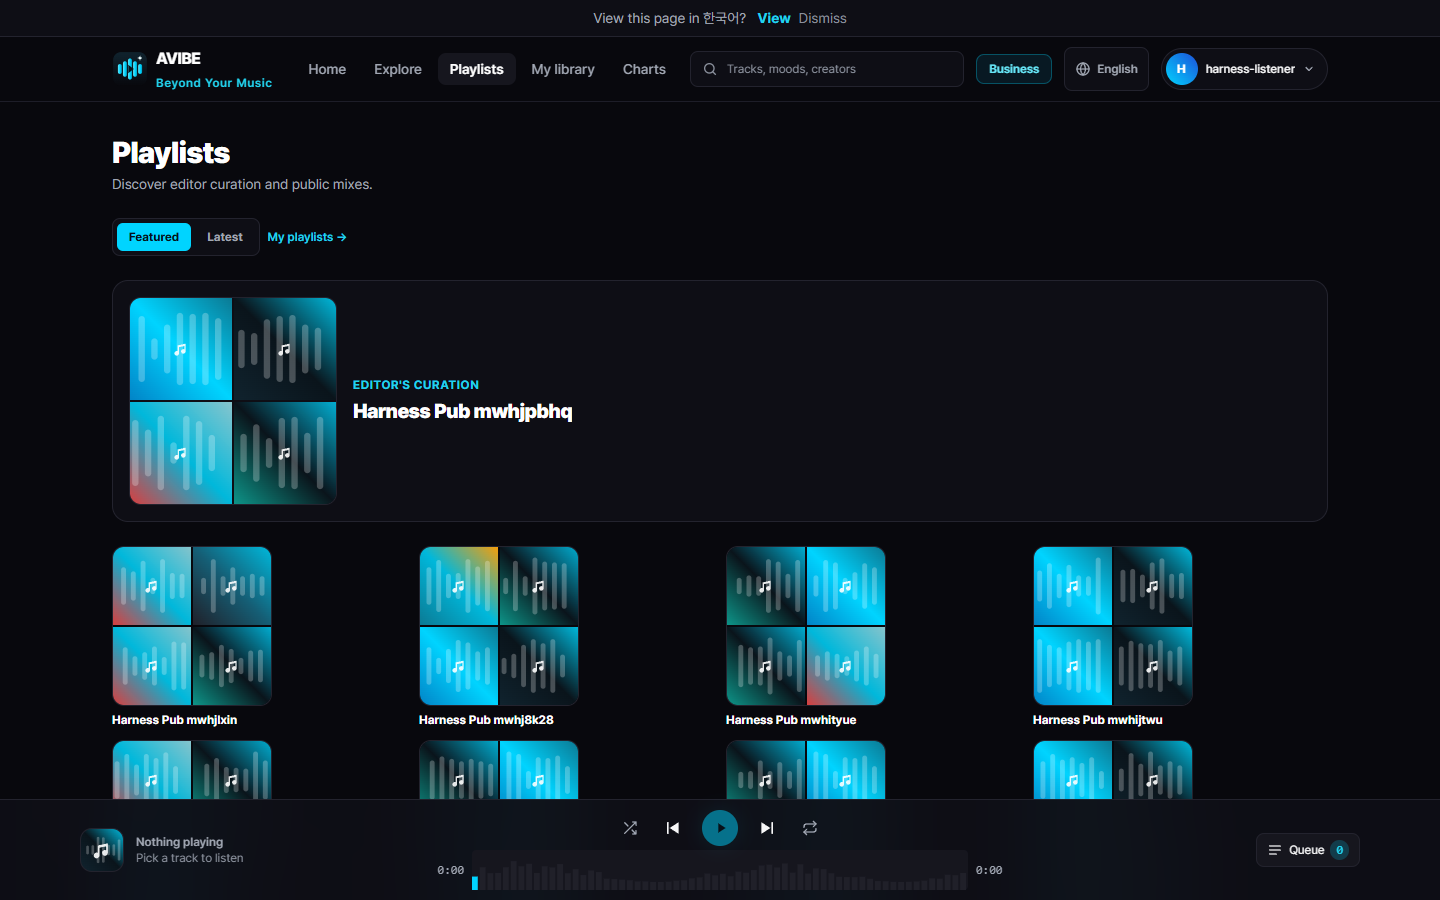 View this page in 한국어? View Dismiss
AVIBE
Beyond Your Music
Home Explore Playlists My library Charts
Tracks, moods, creators
Business
English
H harness-listener
Playlists
Discover editor curation and public mixes.
Featured Latest My playlists →
EDITOR'S CURATION
Harness Pub mwhjpbhq
Harness Pub mwhjlxin
Harness Pub mwhj8k28
Harness Pub mwhityue
Harness Pub mwhijtwu
Nothing playing
Pick a track to listen
0:00
0:00
Queue 0